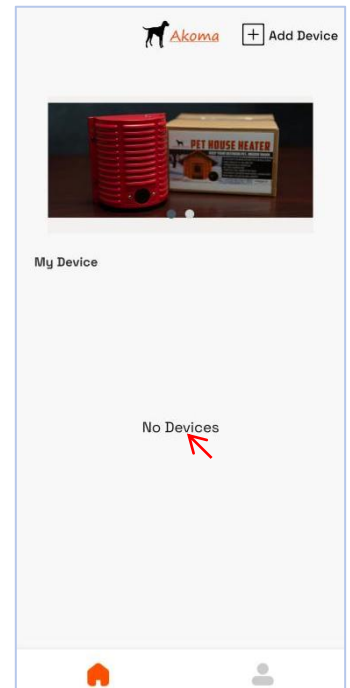 Akoma
Add Device
PET HOUSE HEATER
My Device
No Devices